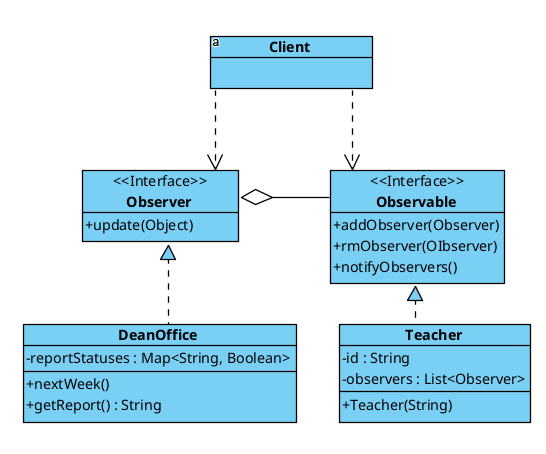 a
Client
<<Interface>>
Observer
+update(Object)
<<Interface>>
Observable
+addObserver(Observer)
+rmObserver(OIbserver)
+notifyObservers()
DeanOffice
-reportStatuses : Map<String, Boolean>
+nextWeek()
+getReport() : String
Teacher
-id : String
-observers : List<Observer>
+Teacher(String)